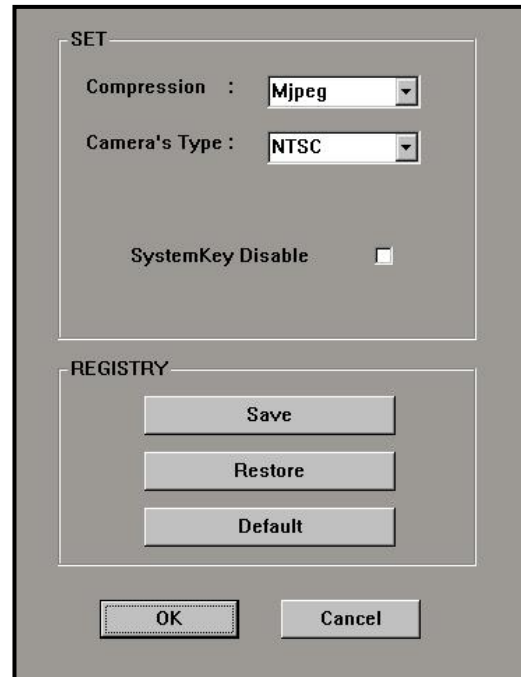 SET
Compression :
Mjpeg
Camera's Type :
NTSC
SystemKey Disable
REGISTRY
Save
Restore
Default
OK
Cancel